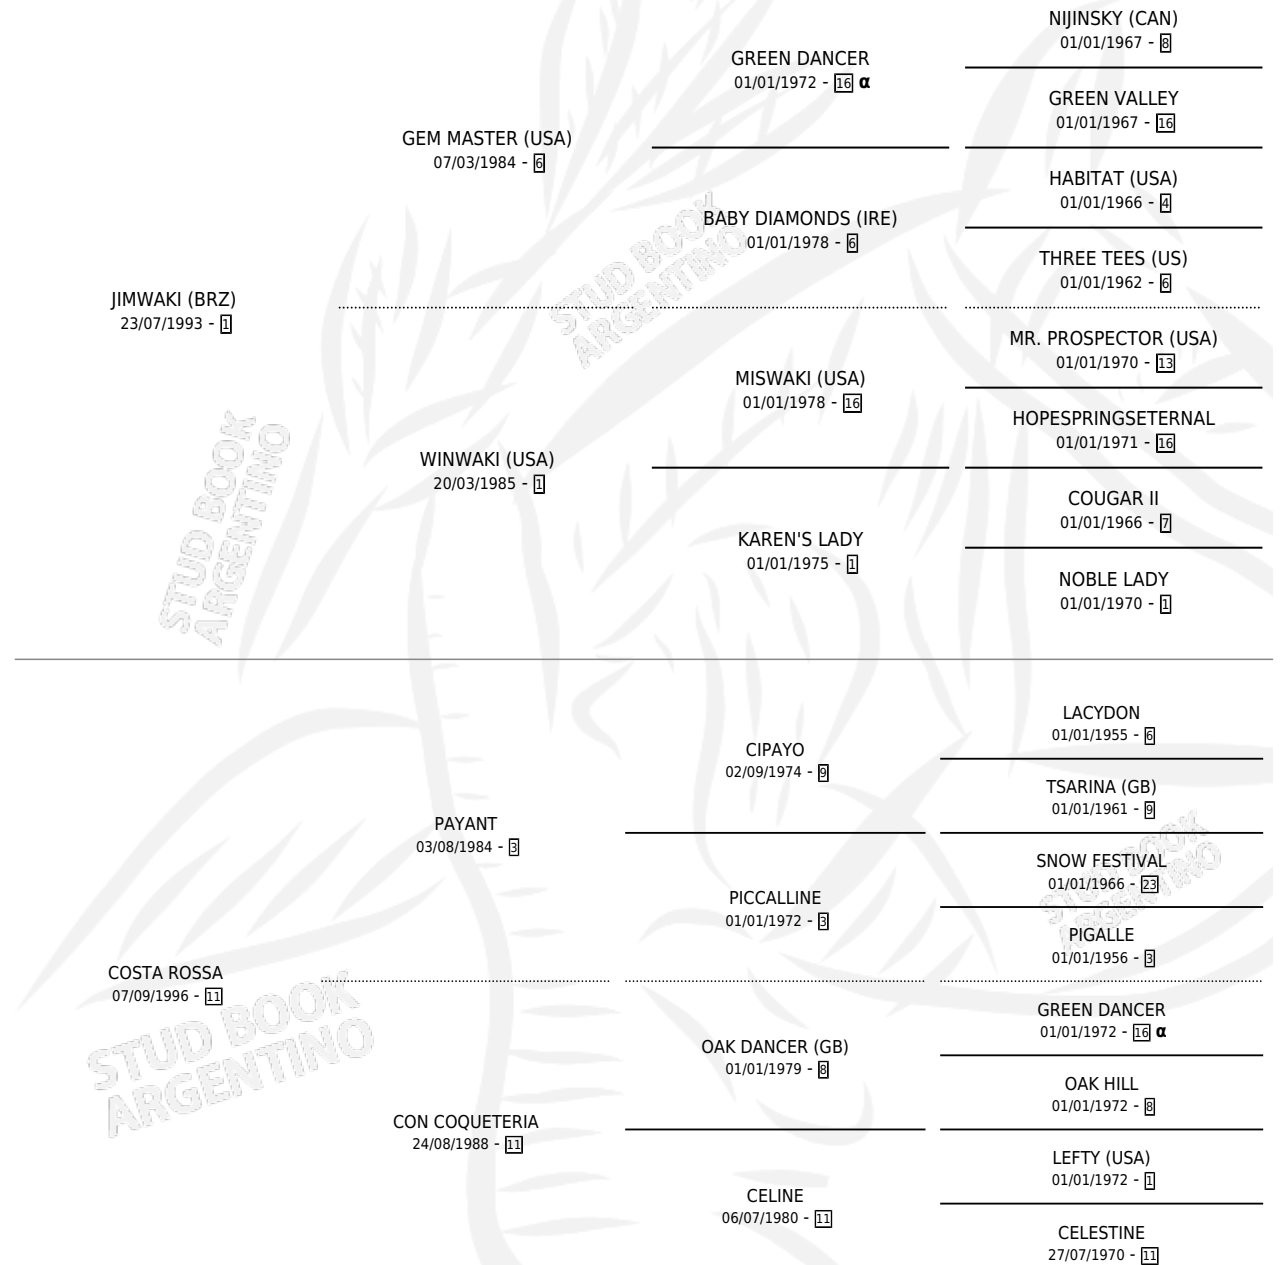 NIJINSKY (CAN)
01/01/1967 - 8
GREEN DANCER
01/01/1972 - 16 α
GREEN VALLEY
01/01/1967 - 16
GEM MASTER (USA)
07/03/1984 - 6
HABITAT (USA)
01/01/1966 - 4
BABY DIAMONDS (IRE)
01/01/1978 - 6
THREE TEES (US)
01/01/1962 - 6
JIMWAKI (BRZ)
23/07/1993 - 1
MR. PROSPECTOR (USA)
01/01/1970 - 13
MISWAKI (USA)
01/01/1978 - 16
HOPESPRINGSETERNAL
01/01/1971 - 16
WINWAKI (USA)
20/03/1985 - 1
COUGAR II
01/01/1966 - 7
KAREN'S LADY
01/01/1975 - 1
NOBLE LADY
01/01/1970 - 1
LACYDON
01/01/1955 - 6
CIPAYO
02/09/1974 - 9
TSARINA (GB)
01/01/1961 - 9
PAYANT
03/08/1984 - 3
SNOW FESTIVAL
01/01/1966 - 23
PICCALLINE
01/01/1972 - 3
PIGALLE
01/01/1956 - 3
COSTA ROSSA
07/09/1996 - 11
GREEN DANCER
01/01/1972 - 16 α
OAK DANCER (GB)
01/01/1979 - 8
OAK HILL
01/01/1972 - 8
CON COQUETERIA
24/08/1988 - 11
LEFTY (USA)
01/01/1972 - 1
CELINE
06/07/1980 - 11
CELESTINE
27/07/1970 - 11
STUD BOOK
ARGENTINO
STUD BOOK
ARGENTINO
STUD BOOK
ARGENTINO
STUD BOOK
ARGENTINO